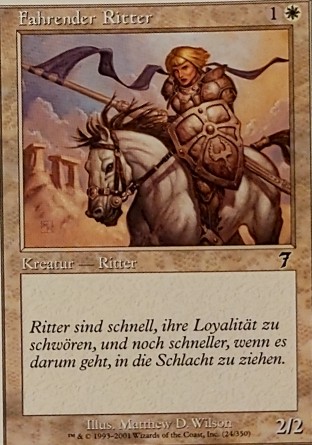 Fahrender Ritter 1
Kreatur — Ritter 7
Ritter sind schnell, ihre Loyalität zu
schwören, und noch schneller, wenn es
darum geht, in die Schlacht zu ziehen.
Illus. Matthew D. Wilson
™ & © 1993-2001 Wizards of the Coast, Inc. (24/350)
2/2